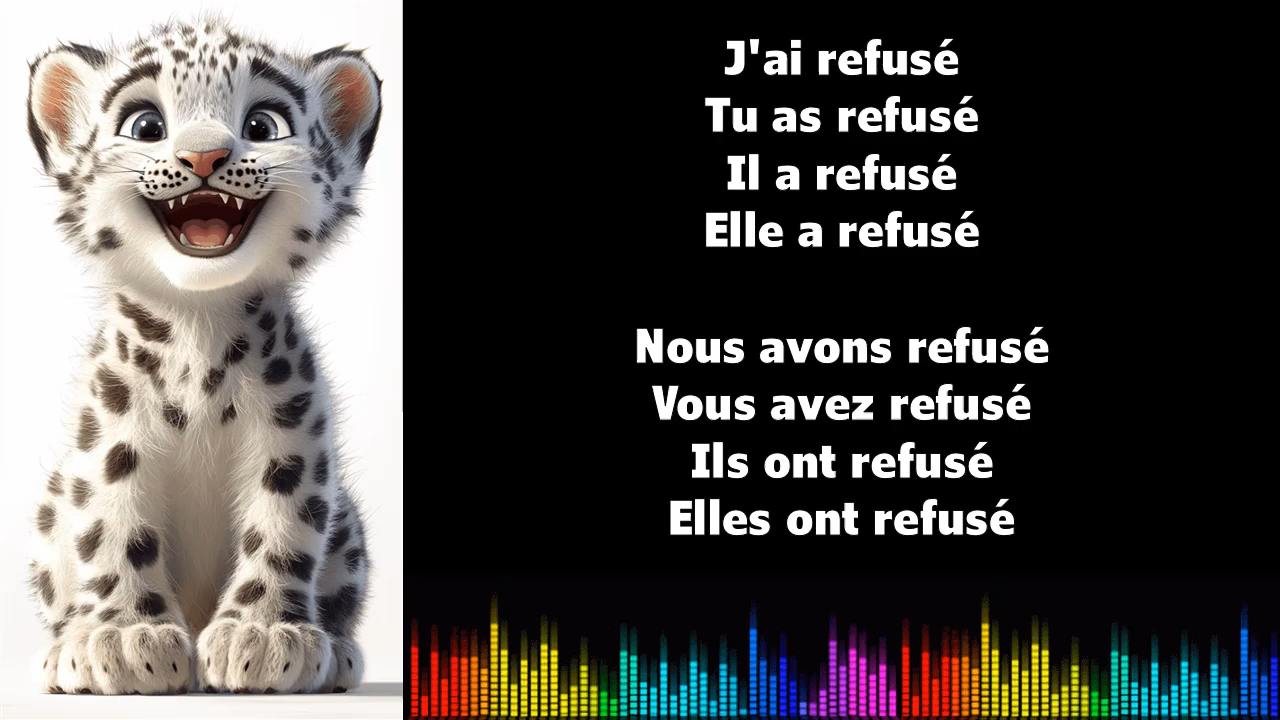 J'ai refusé
Tu as refusé
Il a refusé
Elle a refusé
Nous avons refusé
Vous avez refusé
Ils ont refusé
Elles ont refusé